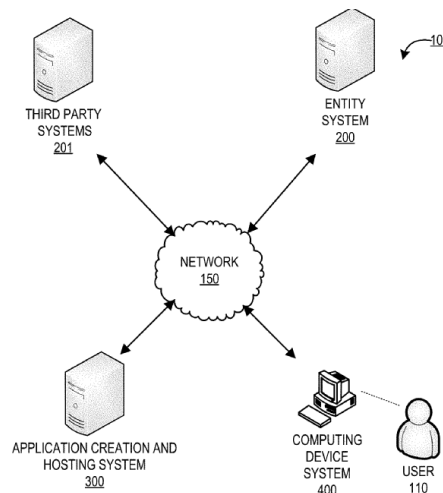 10
THIRD PARTY
SYSTEMS
201
ENTITY
SYSTEM
200
NETWORK
150
APPLICATION CREATION AND
HOSTING SYSTEM
300
COMPUTING
DEVICE
SYSTEM
400
USER
110